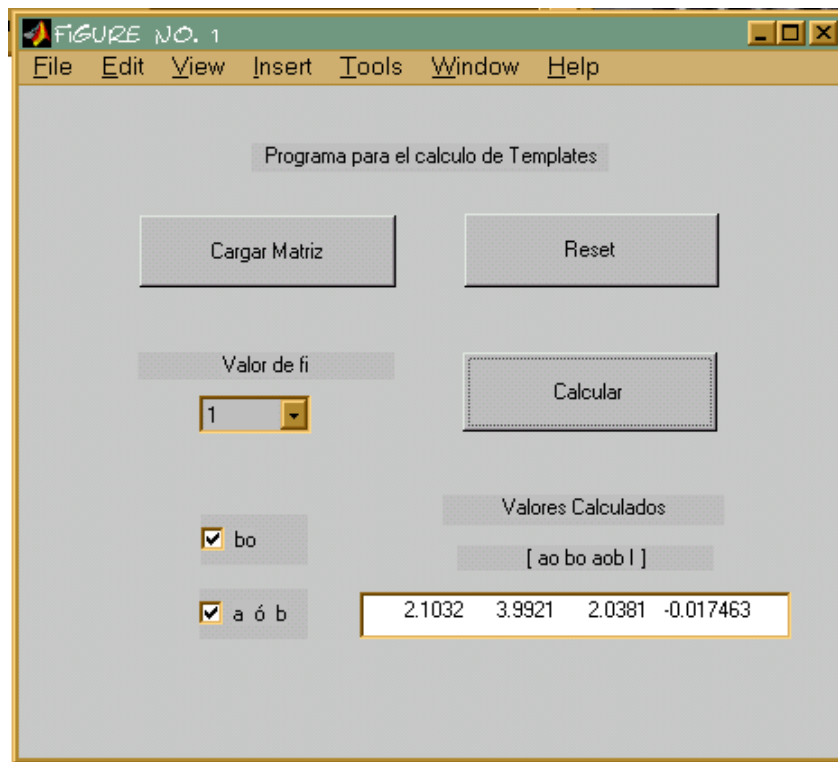 FiGURE NO. 1
File Edit View Insert Tools Window Help
Programa para el calculo de Templates
Cargar Matriz
Reset
Valor de fi
1
Calcular
bo
a ó b
Valores Calculados
[ ao bo aob I ]
2.1032 3.9921 2.0381 -0.017463